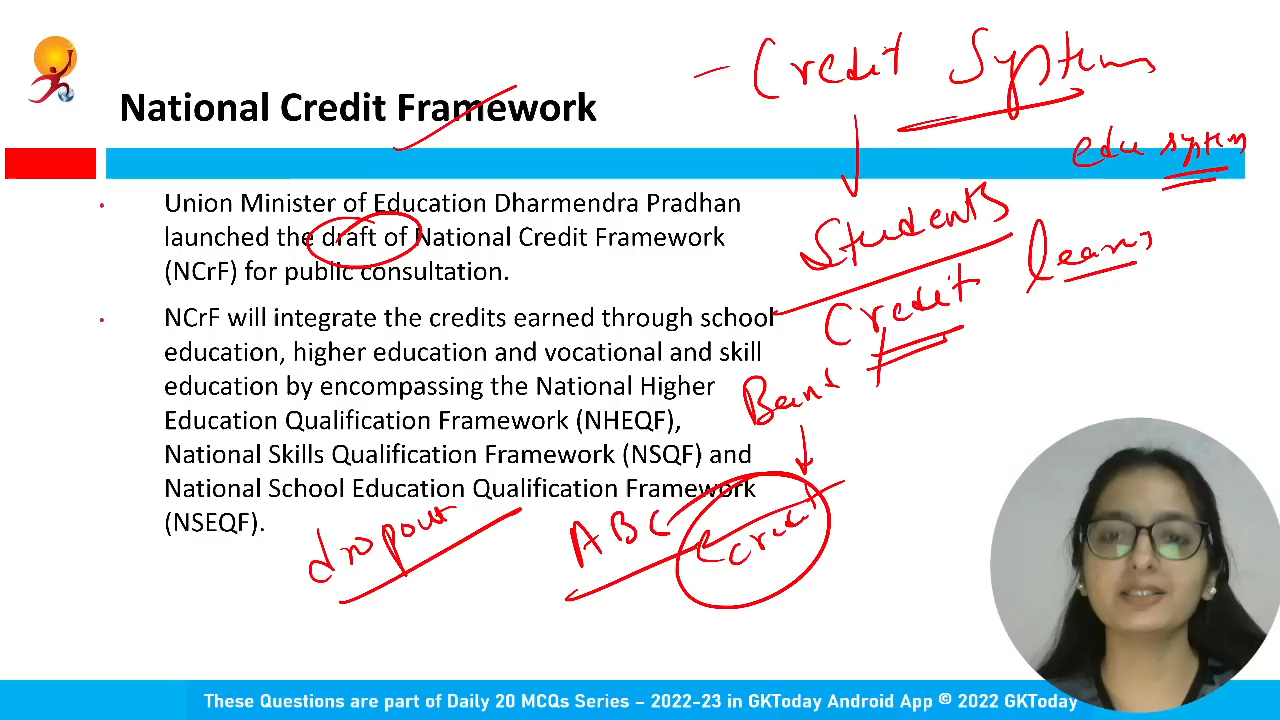 - Credit System
National Credit Framework
edu system
Union Minister of Education Dharmendra Pradhan
launched the draft of National Credit Framework
(NCrF) for public consultation.
Students
learn
Credit
• NCrF will integrate the credits earned through school
education, higher education and vocational and skill
education by encompassing the National Higher
Education Qualification Framework (NHEQF),
National Skills Qualification Framework (NSQF) and
National School Education Qualification Framework
(NSEQF).
dropout
ABC
credit
These Questions are part of Daily 20 MCQs Series – 2022-23 in GKToday Android App © 2022 GKToday